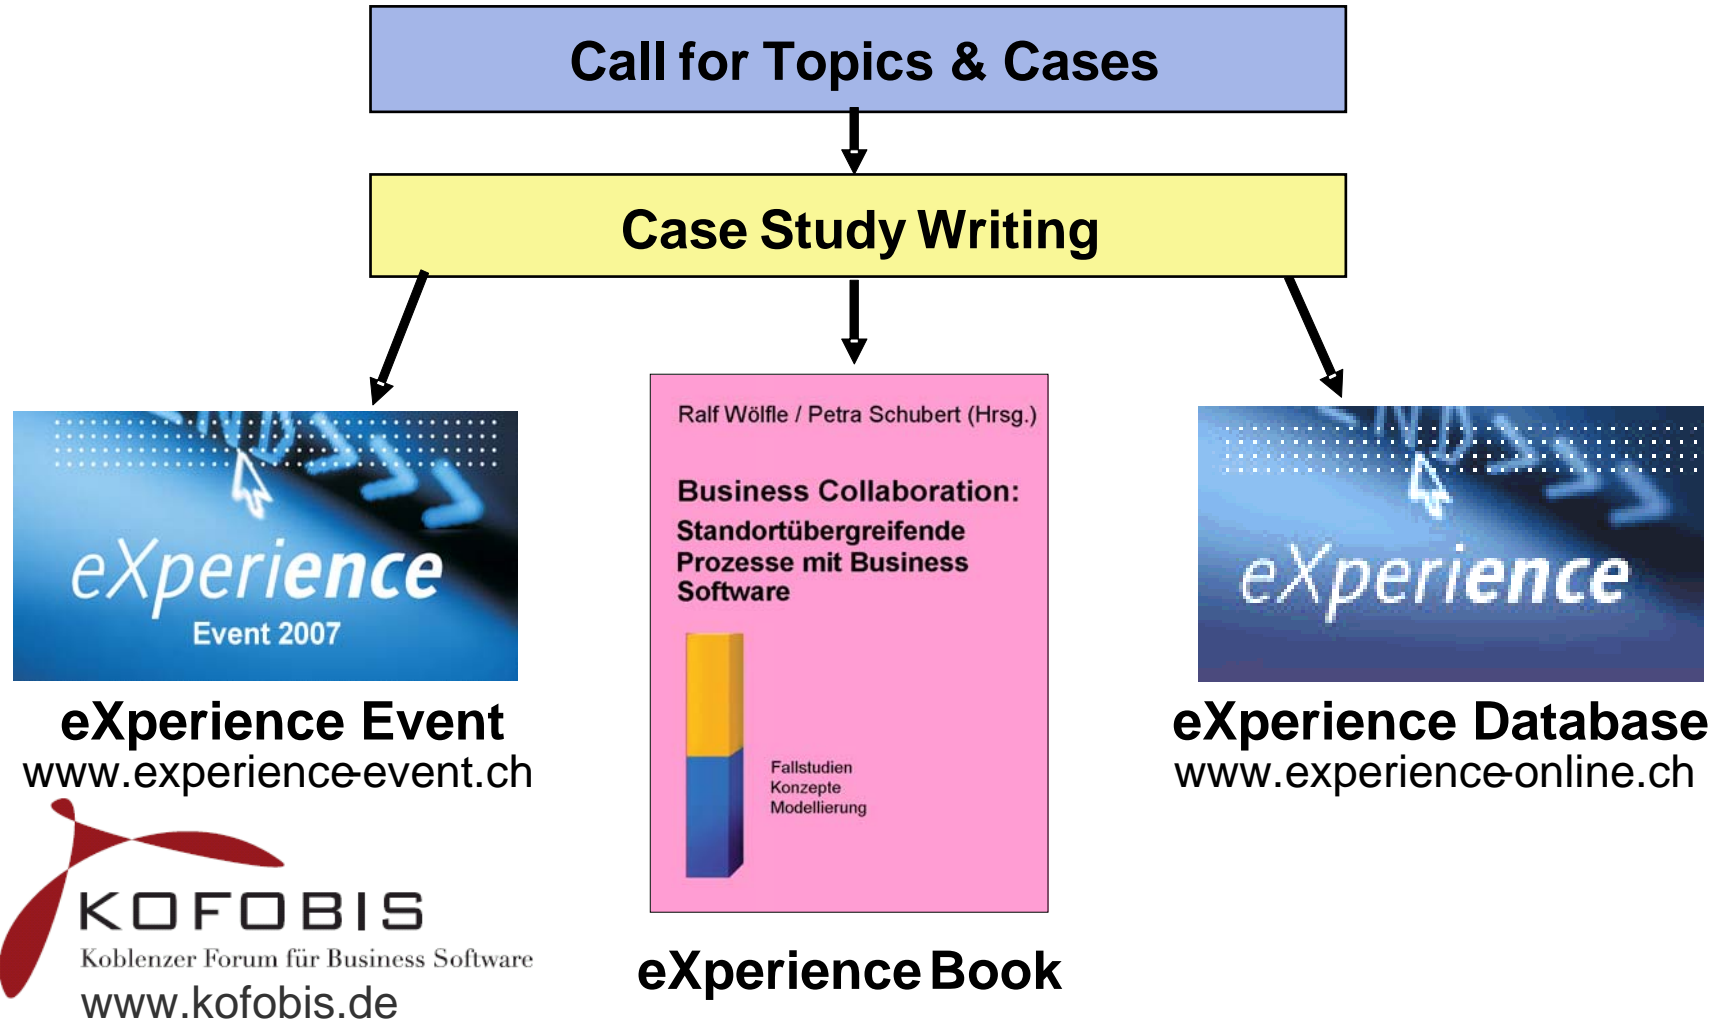 Call for Topics & Cases
Case Study Writing
eXperience
Event 2007
eXperience Event
www.experience-event.ch
KOFOBIS
Koblenzer Forum für Business Software
www.kofobis.de
Ralf Wölfle / Petra Schubert (Hrsg.)
Business Collaboration:
Standortübergreifende
Prozesse mit Business
Software
Fallstudien
Konzepte
Modellierung
eXperience Book
eXperience
eXperience Database
www.experience-online.ch